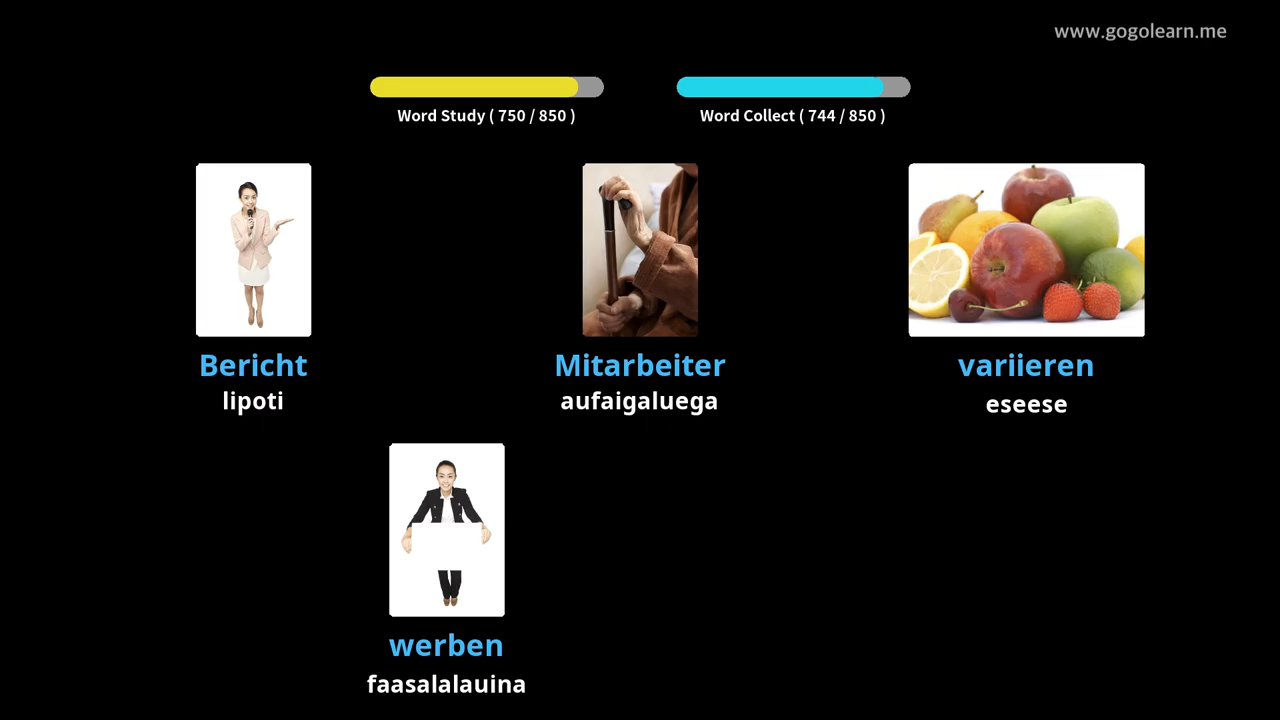 www.gogolearn.me
Word Study ( 750 / 850 )
Word Collect ( 744 / 850 )
Bericht
lipoti
Mitarbeiter
aufaigaluega
variieren
eseese
werben
faasalalauina